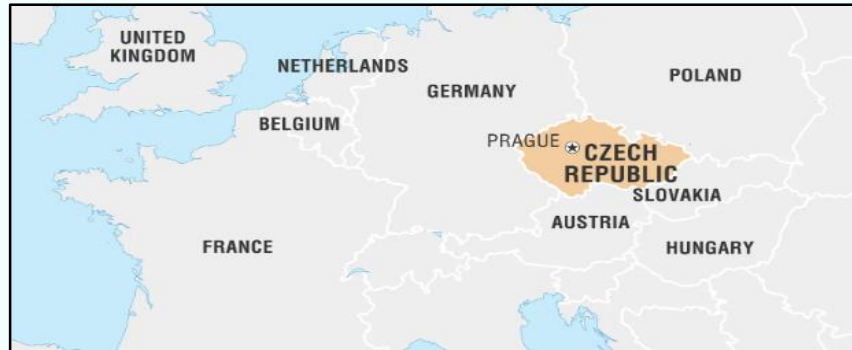 UNITED
KINGDOM
NETHERLANDS
POLAND
GERMANY
BELGIUM
PRAGUE
CZECH
REPUBLIC
SLOVAKIA
AUSTRIA
FRANCE
HUNGARY